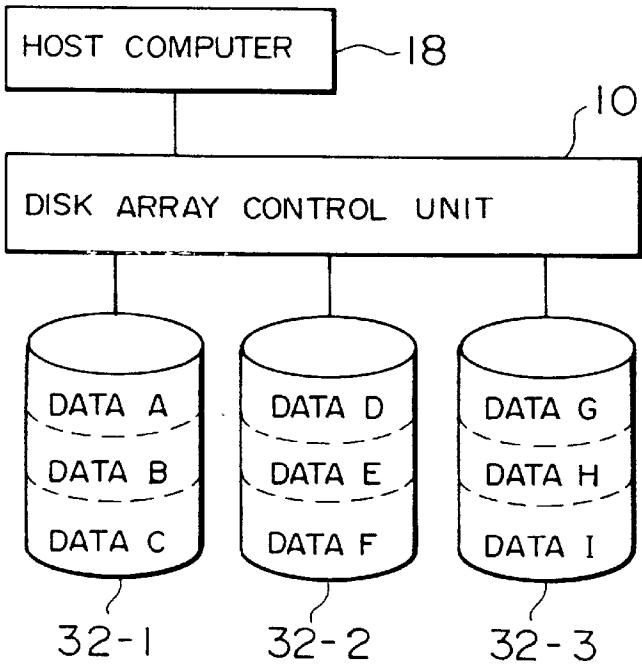 HOST COMPUTER
18
10
DISK ARRAY CONTROL UNIT
DATA A
DATA B
DATA C
DATA D
DATA E
DATA F
DATA G
DATA H
DATA I
32-1
32-2
32-3